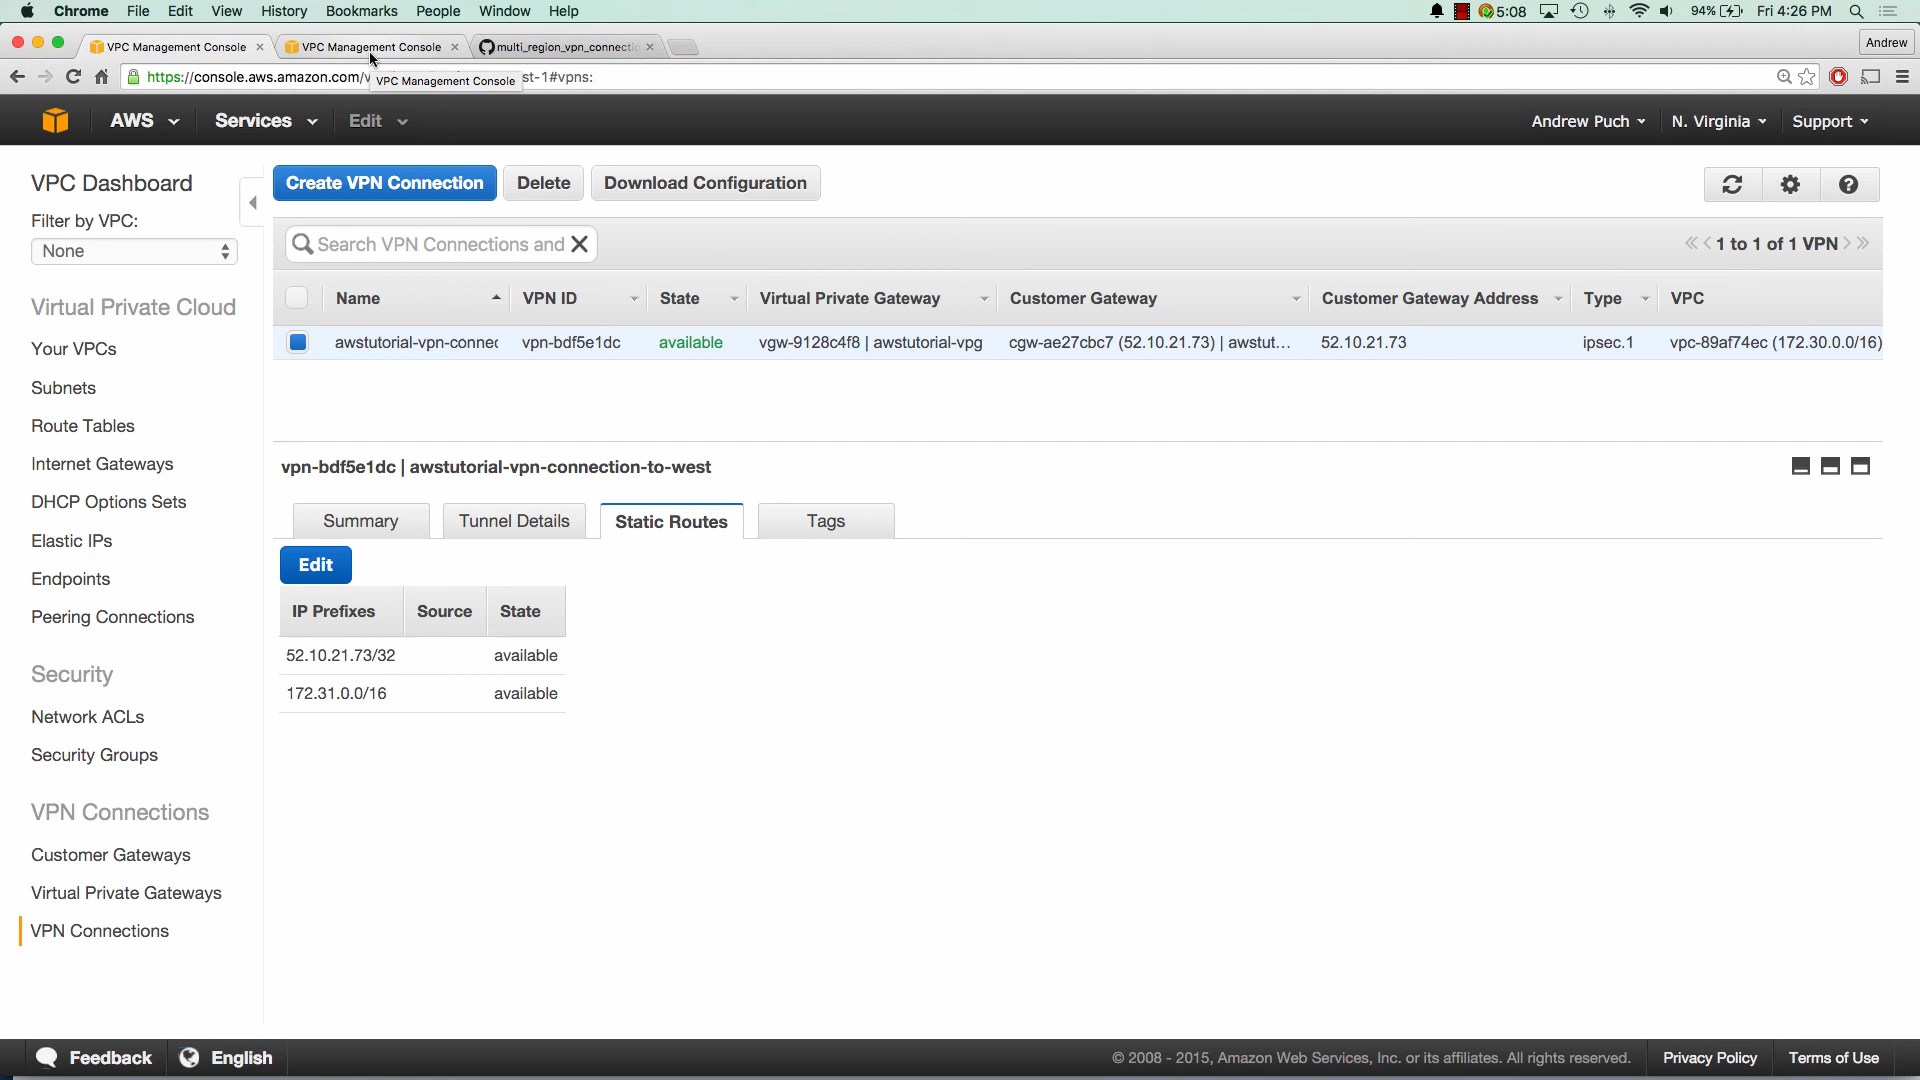 Chrome File Edit View History Bookmarks People Window Help 5:08 94% Fri 4:26 PM
VPC Management Console VPC Management Console multi_region_vpn_connectio Andrew
https://console.aws.amazon.com/v st-1#vpns:
VPC Management Console
AWS Services Edit Andrew Puch N. Virginia Support
VPC Dashboard
Filter by VPC:
None
Virtual Private Cloud
Your VPCs
Subnets
Route Tables
Internet Gateways
DHCP Options Sets
Elastic IPs
Endpoints
Peering Connections
Security
Network ACLs
Security Groups
VPN Connections
Customer Gateways
Virtual Private Gateways
VPN Connections
Create VPN Connection Delete Download Configuration
Search VPN Connections and 1 to 1 of 1 VPN
Name VPN ID State Virtual Private Gateway Customer Gateway Customer Gateway Address Type VPC
awstutorial-vpn-connec vpn-bdf5e1dc available vgw-9128c4f8 | awstutorial-vpg cgw-ae27cbc7 (52.10.21.73) | awstut... 52.10.21.73 ipsec.1 vpc-89af74ec (172.30.0.0/16)
vpn-bdf5e1dc | awstutorial-vpn-connection-to-west
Summary Tunnel Details Static Routes Tags
Edit
IP Prefixes Source State
52.10.21.73/32 available
172.31.0.0/16 available
Feedback English © 2008 - 2015, Amazon Web Services, Inc. or its affiliates. All rights reserved. Privacy Policy Terms of Use